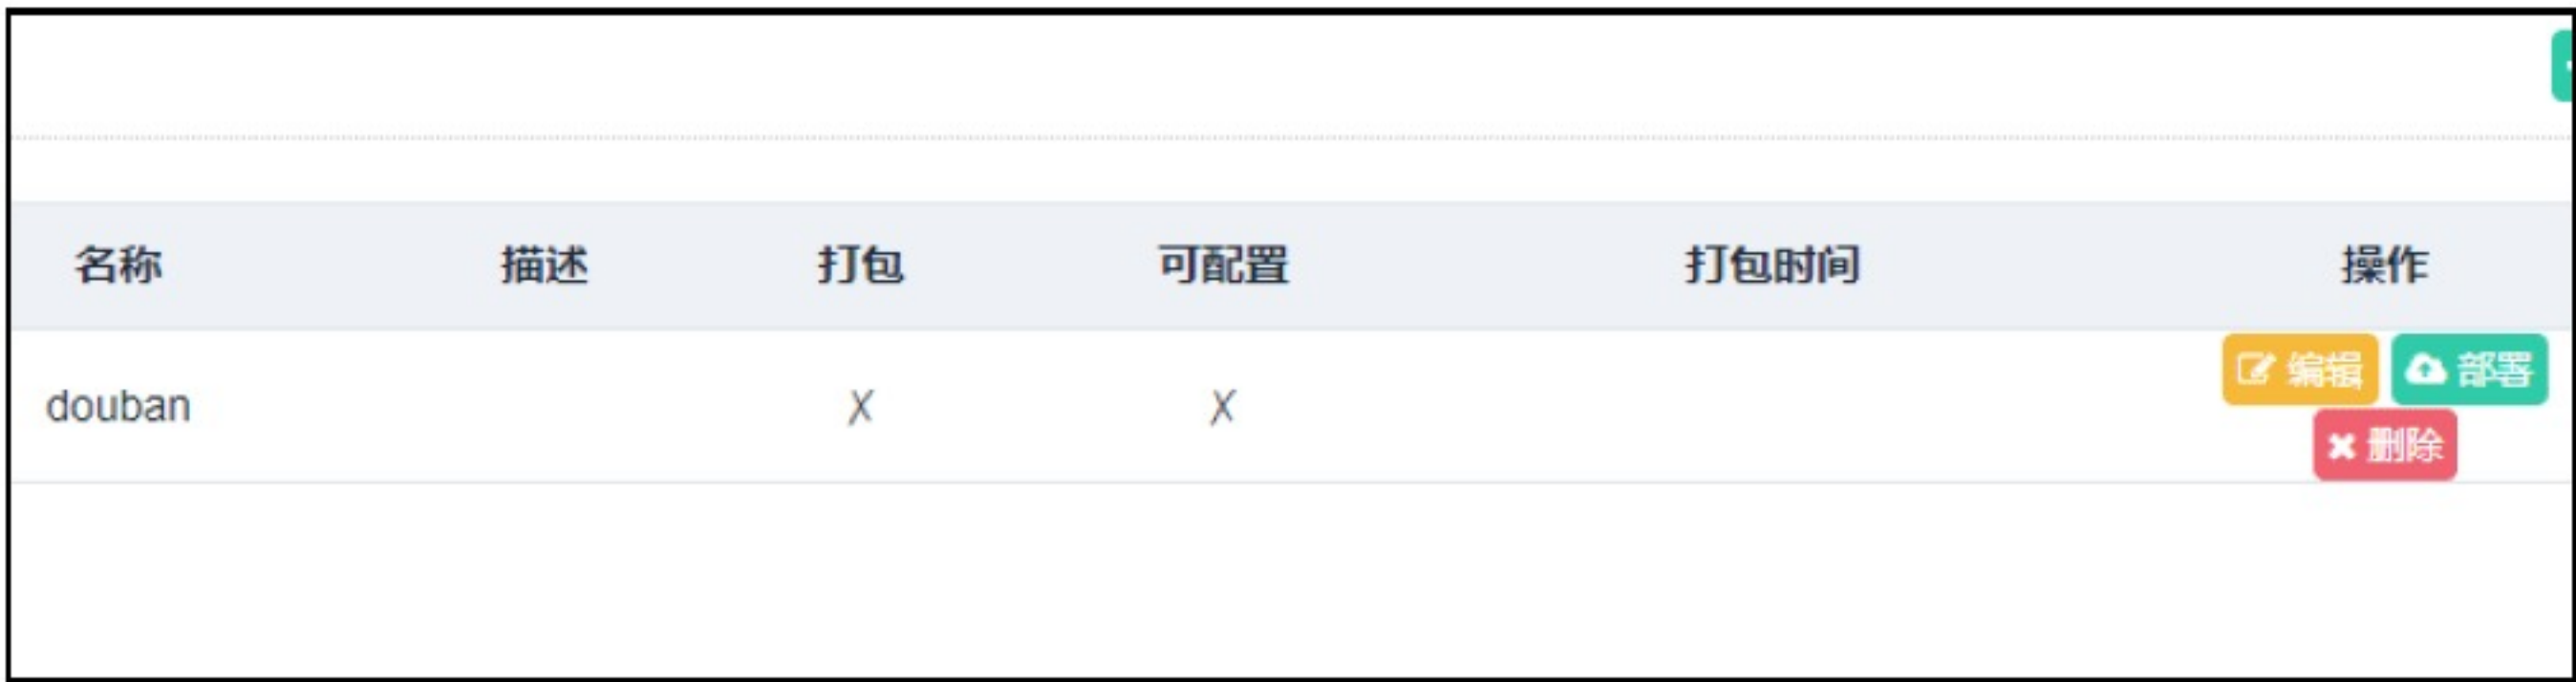 名称 描述 打包 可配置 打包时间 操作
douban X X 编辑 部署
删除